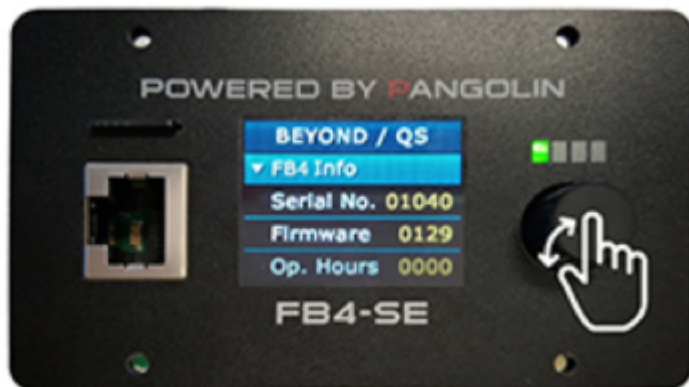 POWERED BY PANGOLIN
BEYOND / QS
▼ FB4 Info
Serial No. 01040
Firmware 0129
Op. Hours 0000
FB4-SE